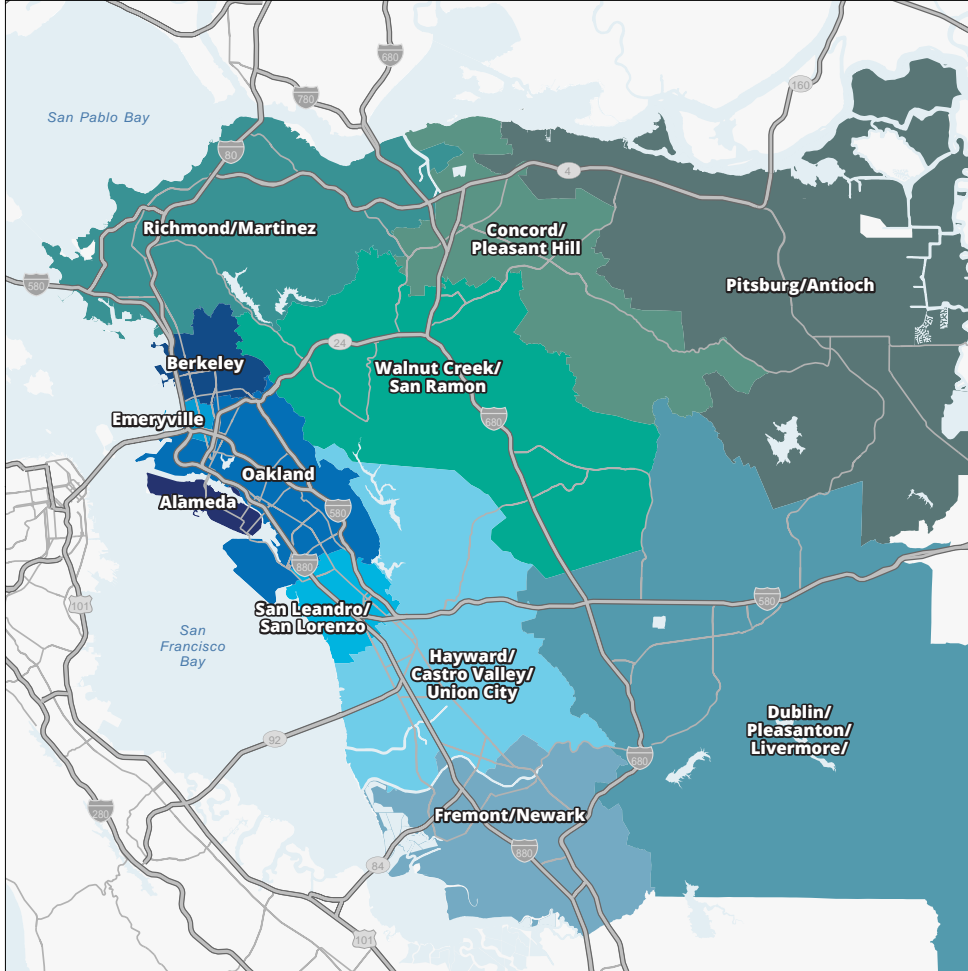 680
160
780
San Pablo Bay
80
4
Richmond/Martinez
Concord/
Pleasant Hill
580
Pitsburg/Antioch
24
Berkeley
Walnut Creek/
San Ramon
680
Emeryville
Oakland
Alameda
580
880
580
101
San Leandro/
San Lorenzo
San
Francisco
Bay
Hayward/
Castro Valley/
Union City
Dublin/
Pleasanton/
Livermore/
92
680
280
Fremont/Newark
880
84
101